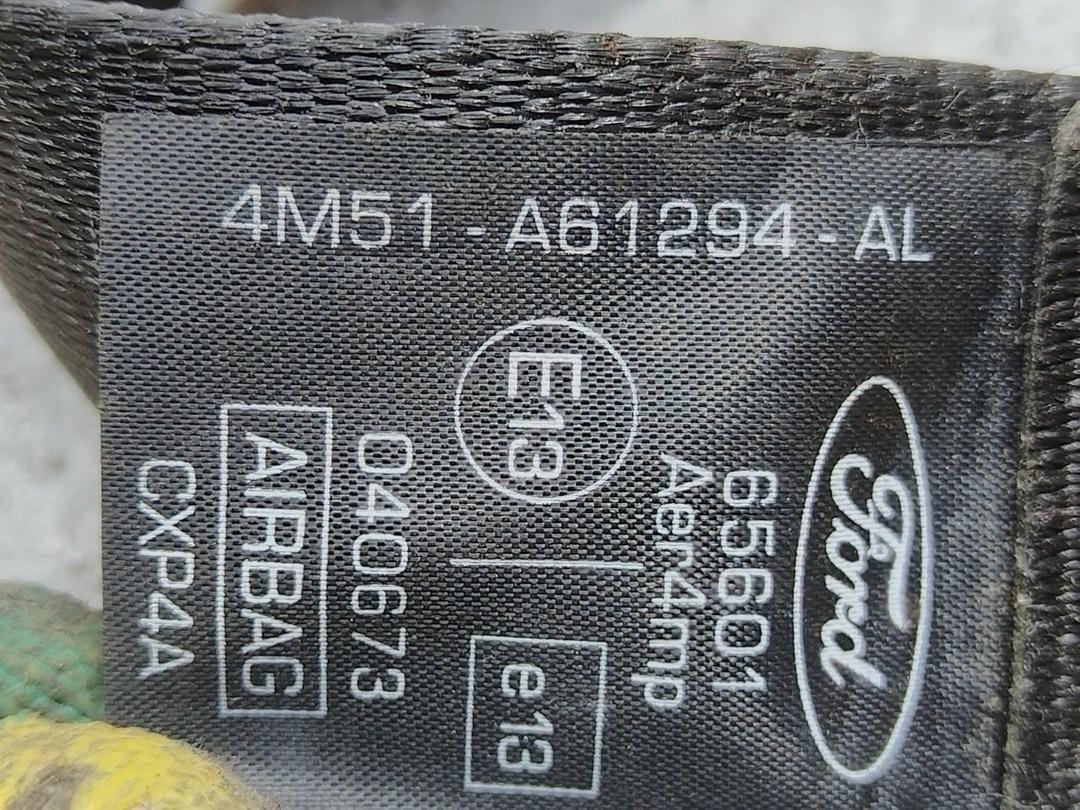 4M51-A61294-AL
Ford
65601
Aer4mp
E13
e13
040673
AIRBAG
CXP4A